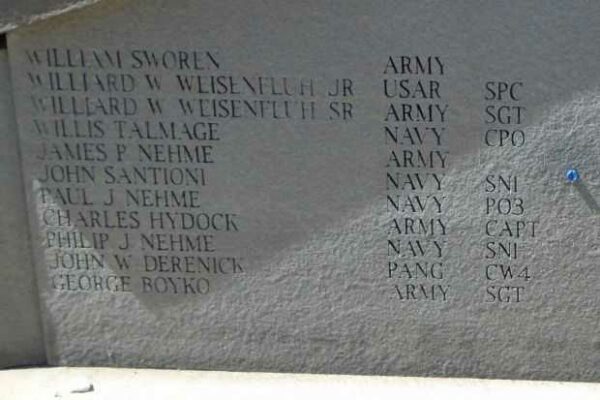 WILLIAM SWOREN ARMY
WILLIARD W WEISENFLUH JR USAR SPC
WILLIARD W WEISENFLUH SR ARMY SGT
WILLIS TALMAGE NAVY CPO
JAMES P NEHME ARMY
JOHN SANTIONI NAVY SN1
PAUL J NEHME NAVY PO3
CHARLES HYDOCK ARMY CAPT
PHILIP J NEHME NAVY SN1
JOHN W DERENICK PANG CW4
GEORGE BOYKO ARMY SGT